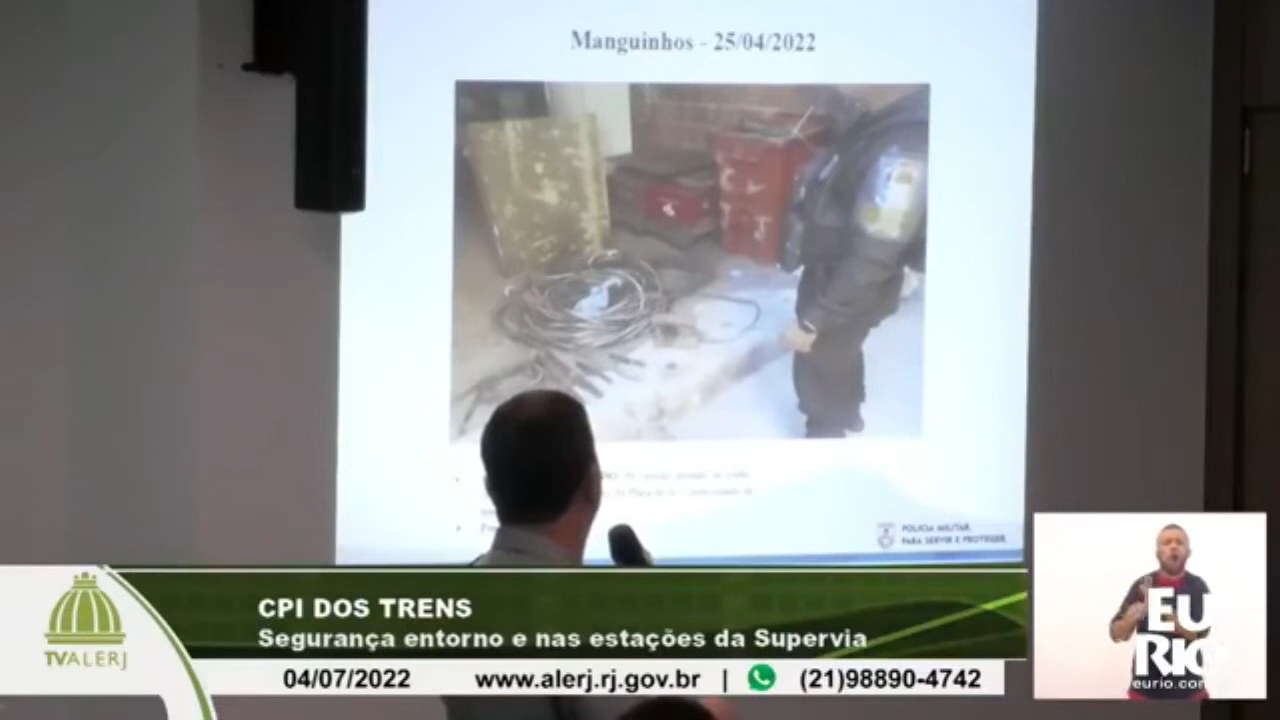 Manguinhos - 25/04/2022
POLÍCIA MILITAR
PARA SERVIR E PROTEGER
CPI DOS TRENS
Segurança entorno e nas estações da Supervia
TVALERJ
04/07/2022 www.alerj.rj.gov.br | (21)98890-4742
EU
RIO!
eurio.com